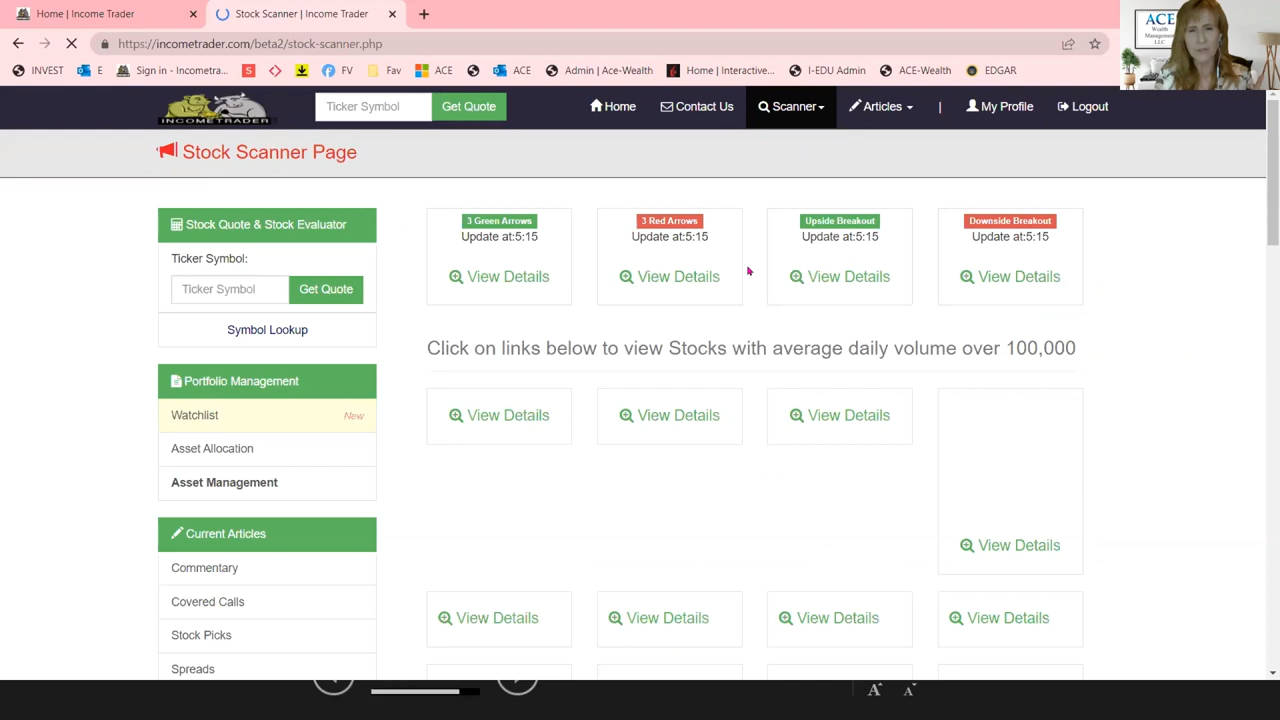 Home | Income Trader
Stock Scanner | Income Trader
https://incometrader.com/beta2/stock-scanner.php
INVEST
E
Sign in - Incometra...
S
FV
Fav
ACE
ACE
Admin | Ace-Wealth
Home | Interactive...
I-EDU Admin
ACE-Wealth
EDGAR
ACE
Wealth
Management
LLC
INCOMETRADER
Ticker Symbol
Get Quote
Home
Contact Us
Scanner
Articles
|
My Profile
Logout
Stock Scanner Page
Stock Quote & Stock Evaluator
Ticker Symbol:
Ticker Symbol
Get Quote
Symbol Lookup
Portfolio Management
Watchlist
New
Asset Allocation
Asset Management
Current Articles
Commentary
Covered Calls
Stock Picks
Spreads
3 Green Arrows
Update at:5:15
View Details
3 Red Arrows
Update at:5:15
View Details
Upside Breakout
Update at:5:15
View Details
Downside Breakout
Update at:5:15
View Details
Click on links below to view Stocks with average daily volume over 100,000
View Details
View Details
View Details
View Details
View Details
View Details
View Details
View Details
A
A